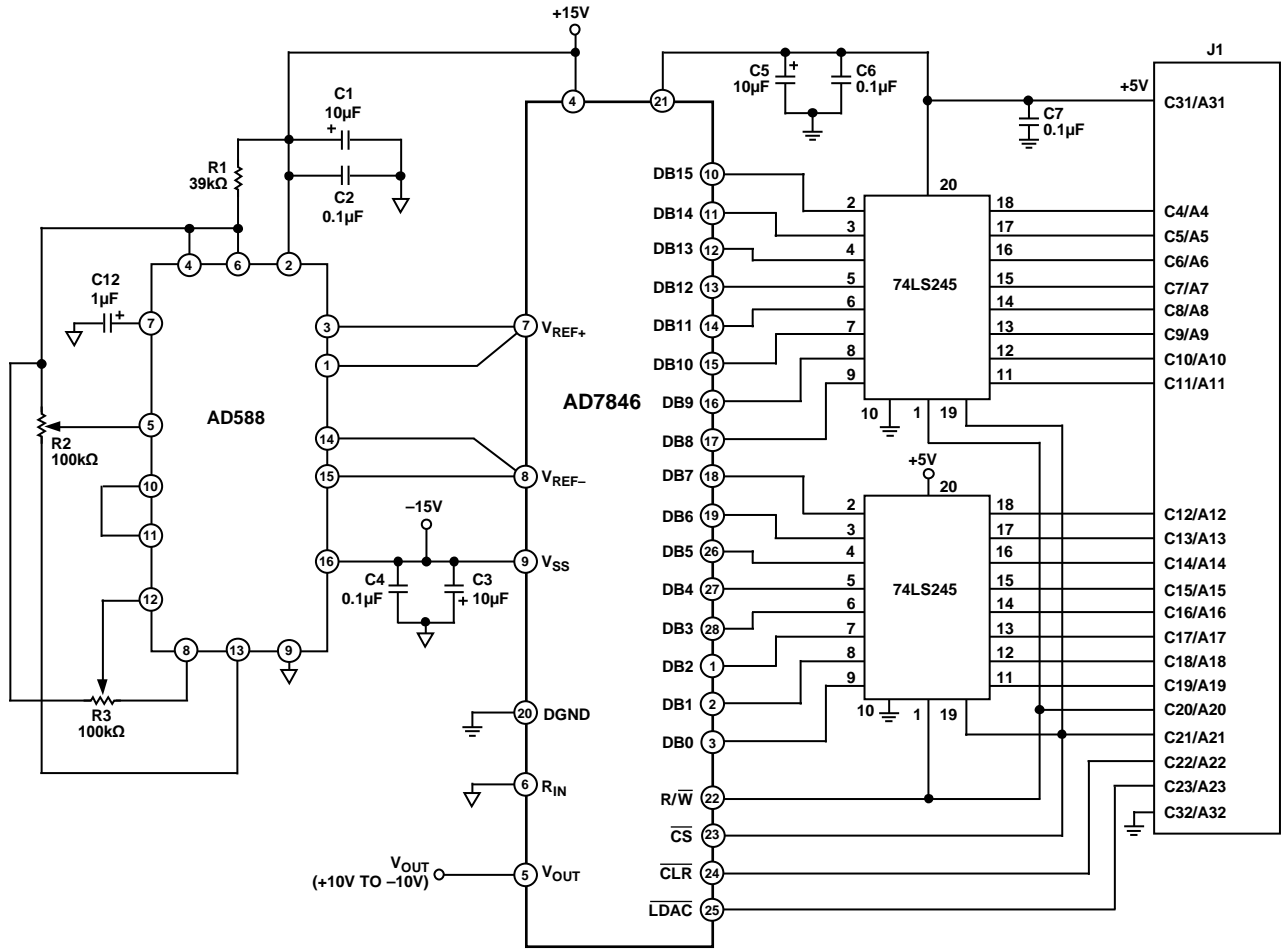 +15V
J1
C1
10µF
+
C2
0.1µF
R1
39kΩ
C5
10µF
+
C6
0.1µF
+5V
C7
0.1µF
C31/A31
4
21
20
4
6
2
C12
1µF
+
7
3
1
5
R2
100kΩ
10
11
14
15
16
12
8
13
9
R3
100kΩ
AD588
7
VREF+
8
VREF–
–15V
C4
0.1µF
C3
+ 10µF
9
VSS
20
DGND
6
RIN
VOUT
(+10V TO –10V)
5
VOUT
AD7846
DB15 10
DB14 11
DB13 12
DB12 13
DB11 14
DB10 15
DB9 16
DB8 17
DB7 18
DB6 19
DB5 26
DB4 27
DB3 28
DB2 1
DB1 2
DB0 3
R/W̅ 22
C̅S̅ 23
C̅L̅R̅ 24
L̅D̅A̅C̅ 25
74LS245
2
3
4
5
6
7
8
9
10
1
19
18
17
16
15
14
13
12
11
C4/A4
C5/A5
C6/A6
C7/A7
C8/A8
C9/A9
C10/A10
C11/A11
+5V
20
74LS245
2
3
4
5
6
7
8
9
10
1
19
18
17
16
15
14
13
12
11
C12/A12
C13/A13
C14/A14
C15/A15
C16/A16
C17/A17
C18/A18
C19/A19
C20/A20
C21/A21
C22/A22
C23/A23
C32/A32